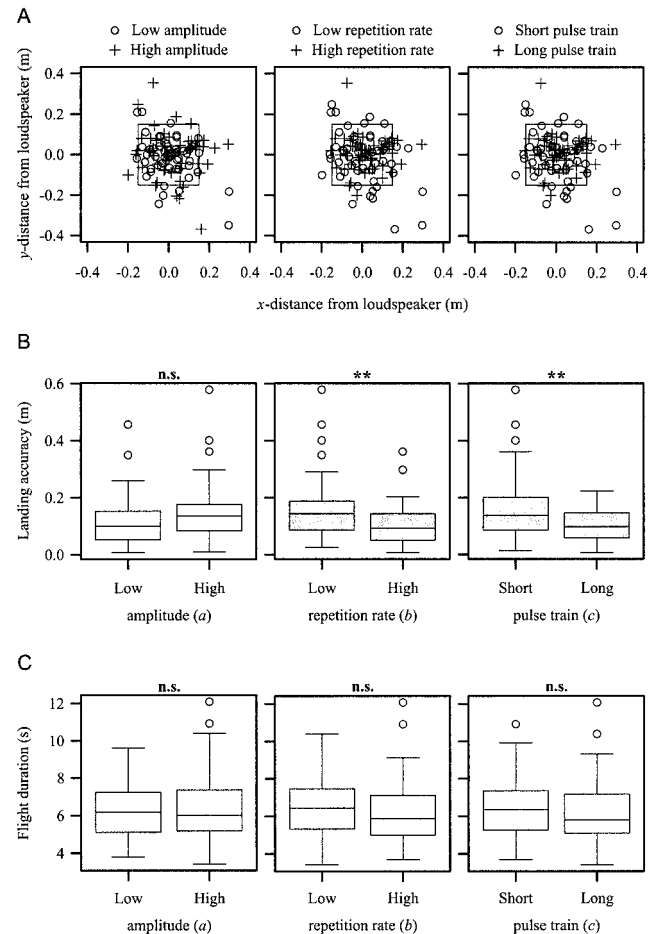 A
○ Low amplitude ○ Low repetition rate ○ Short pulse train
+ High amplitude + High repetition rate + Long pulse train
y-distance from loudspeaker (m)
0.4
0.2
0.0
-0.2
-0.4
-0.4 -0.2 0.0 0.2 0.4 -0.4 -0.2 0.0 0.2 0.4 -0.4 -0.2 0.0 0.2 0.4
x-distance from loudspeaker (m)
B
n.s. ** **
Landing accuracy (m)
0.6
0.4
0.2
0.0
Low High Low High Short Long
amplitude (a) repetition rate (b) pulse train (c)
C
n.s. n.s. n.s.
Flight duration (s)
12
10
8
6
4
Low High Low High Short Long
amplitude (a) repetition rate (b) pulse train (c)